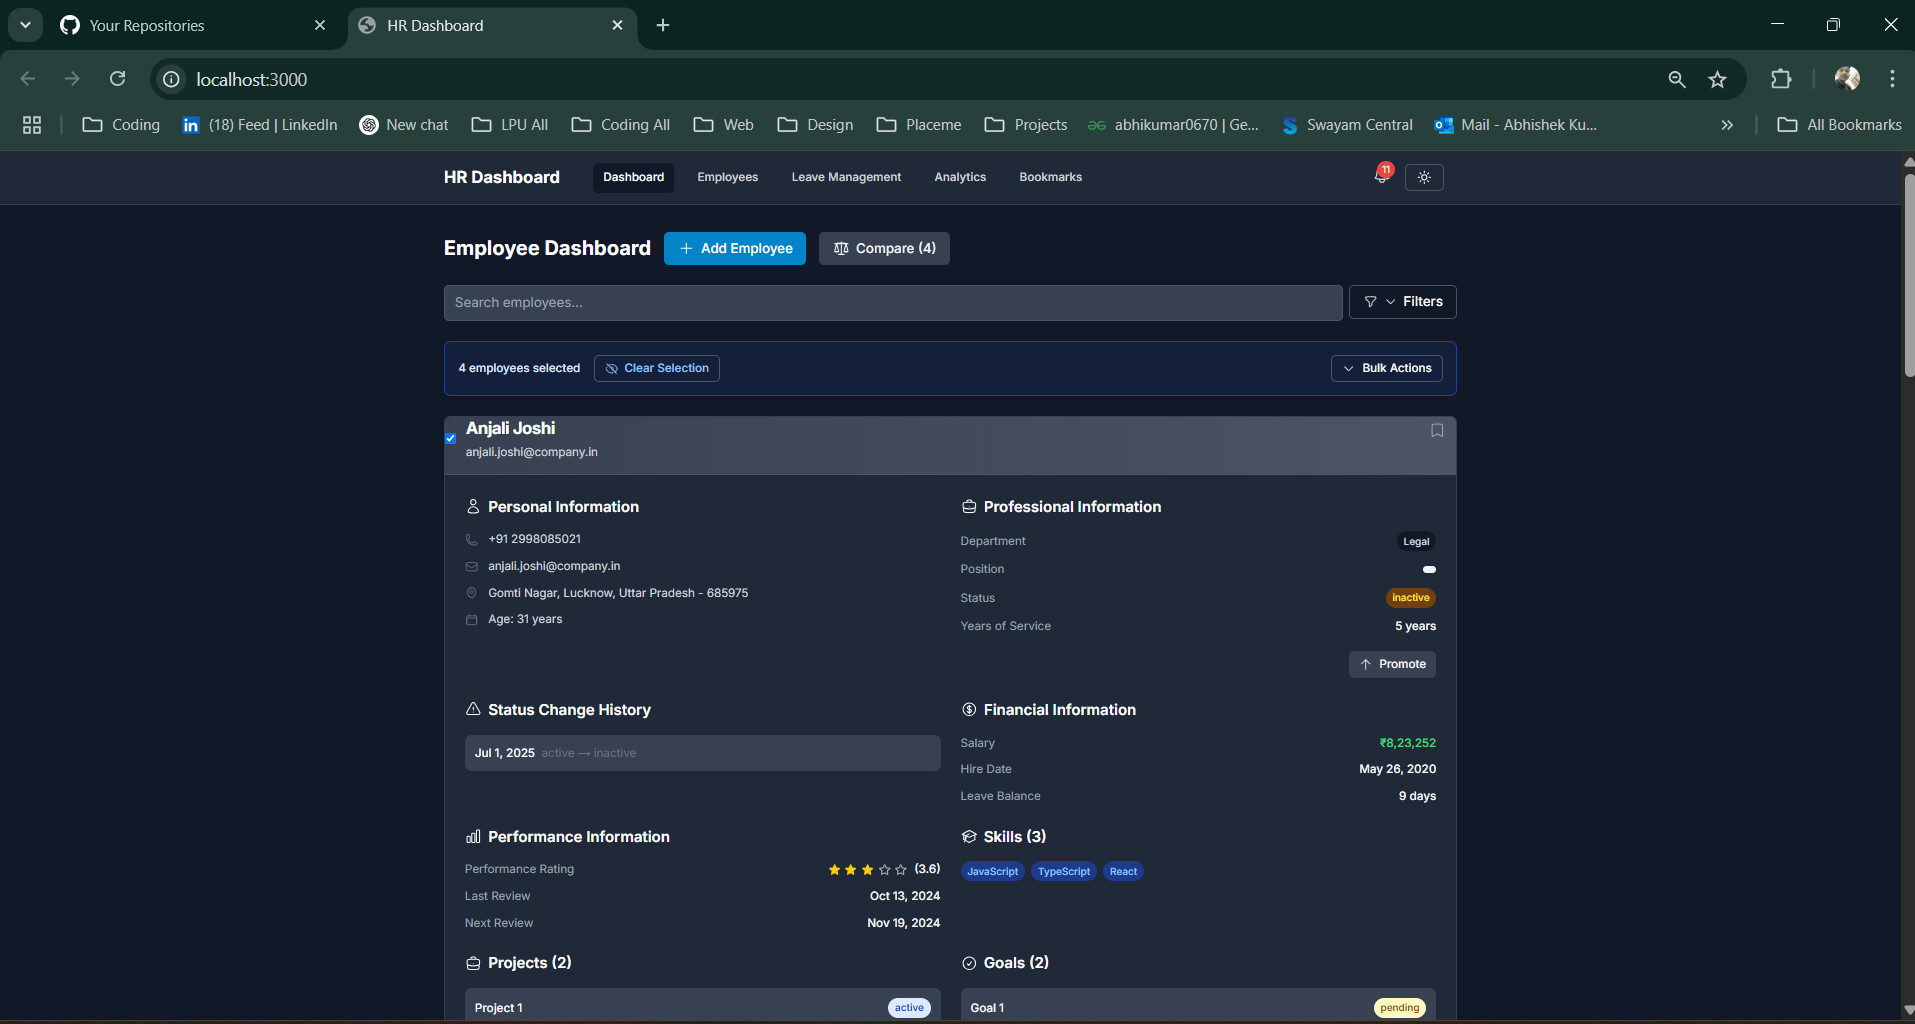 Your Repositories
HR Dashboard
localhost:3000
Coding
in (18) Feed | LinkedIn
New chat
LPU All
Coding All
Web
Design
Placeme
Projects
abhikumar0670 | Ge...
Swayam Central
Mail - Abhishek Ku...
All Bookmarks
HR Dashboard
Dashboard
Employees
Leave Management
Analytics
Bookmarks
11
Employee Dashboard
Add Employee
Compare (4)
Search employees...
Filters
4 employees selected
Clear Selection
Bulk Actions
Anjali Joshi
anjali.joshi@company.in
Personal Information
+91 2998085021
anjali.joshi@company.in
Gomti Nagar, Lucknow, Uttar Pradesh - 685975
Age: 31 years
Professional Information
Department
Legal
Position
Status
inactive
Years of Service
5 years
Promote
Status Change History
Jul 1, 2025 active → inactive
Financial Information
Salary
₹8,23,252
Hire Date
May 26, 2020
Leave Balance
9 days
Performance Information
Performance Rating
(3.6)
Last Review
Oct 13, 2024
Next Review
Nov 19, 2024
Skills (3)
JavaScript
TypeScript
React
Projects (2)
Project 1
active
Goals (2)
Goal 1
pending